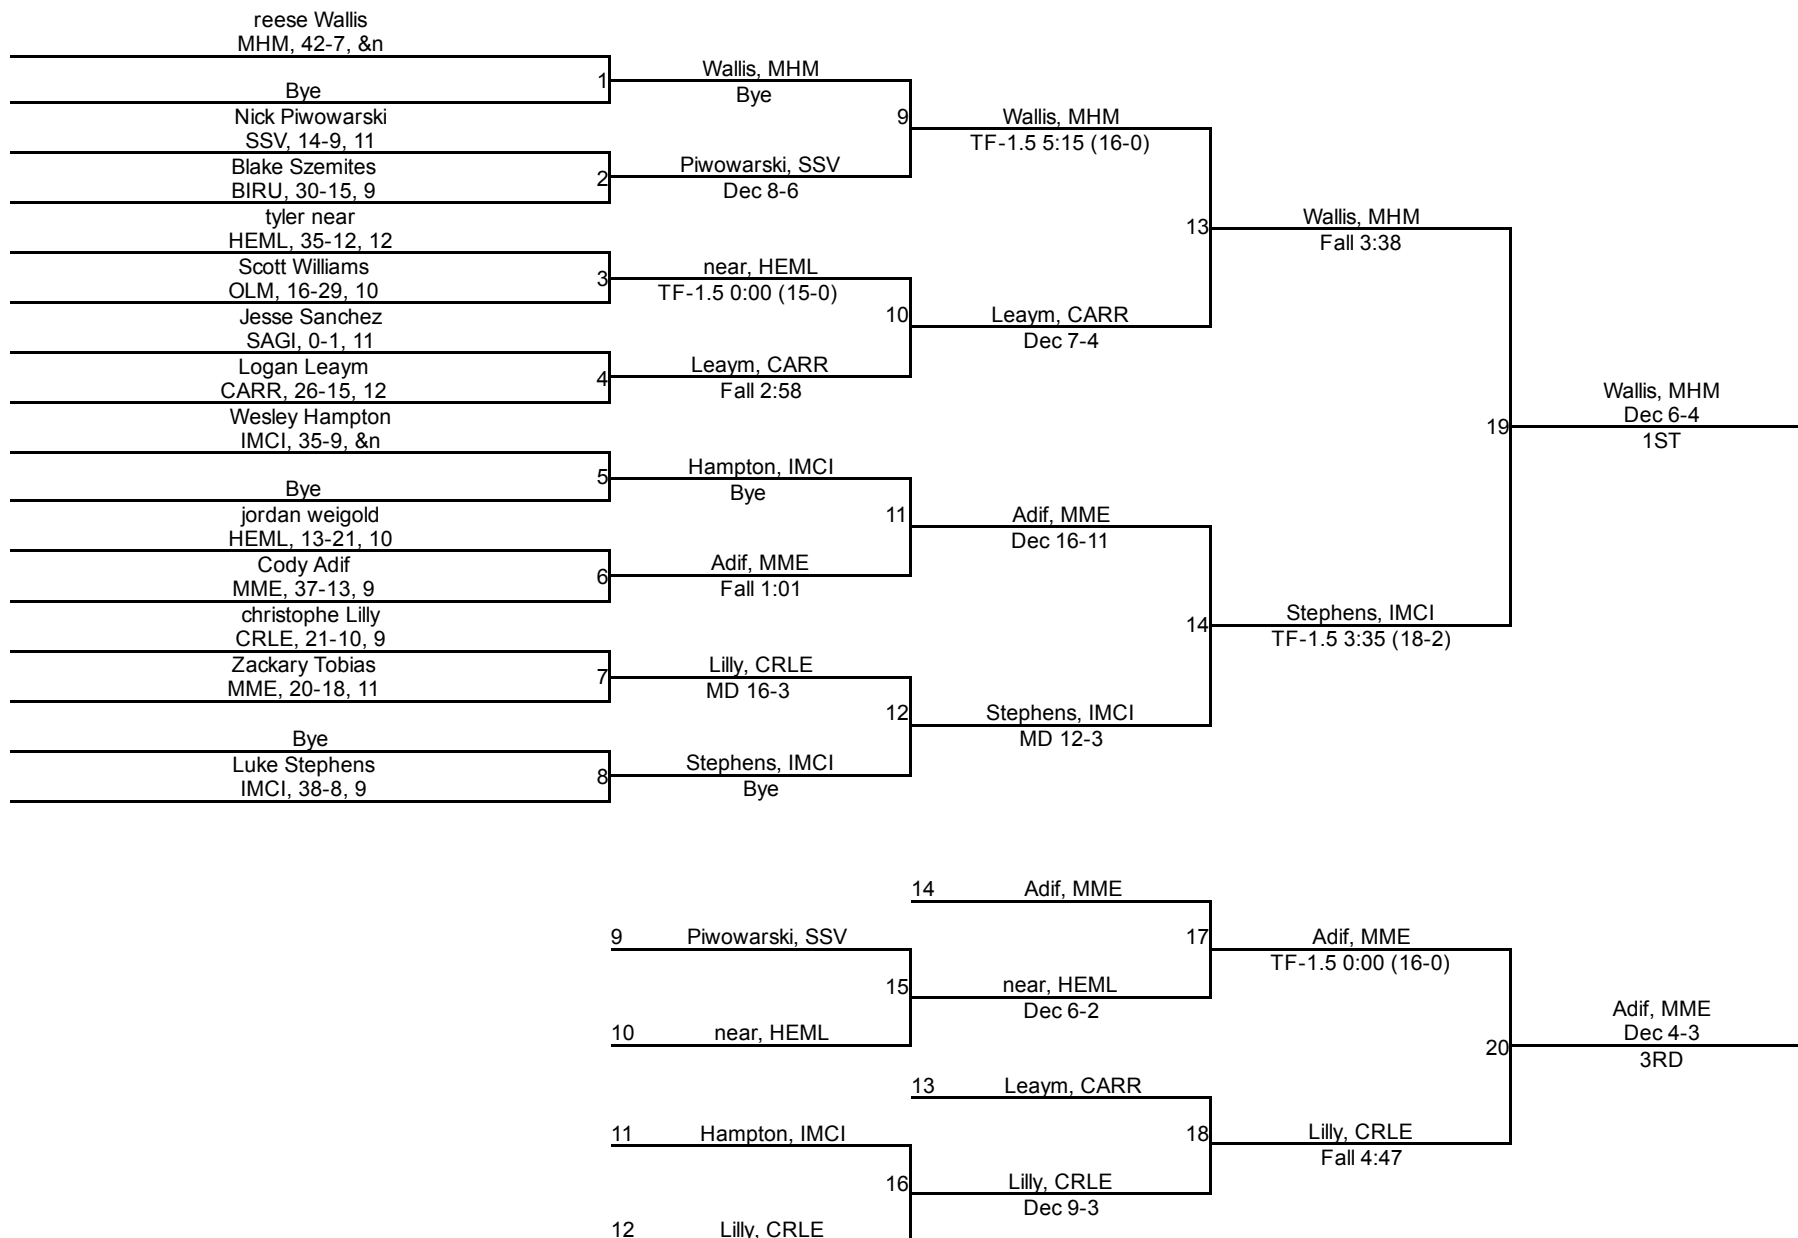 reese Wallis
MHM, 42-7, &n
Bye
Nick Piwowarski
SSV, 14-9, 11
Blake Szemites
BIRU, 30-15, 9
tyler near
HEML, 35-12, 12
Scott Williams
OLM, 16-29, 10
Jesse Sanchez
SAGI, 0-1, 11
Logan Leaym
CARR, 26-15, 12
Wesley Hampton
IMCI, 35-9, &n
Bye
jordan weigold
HEML, 13-21, 10
Cody Adif
MME, 37-13, 9
christophe Lilly
CRLE, 21-10, 9
Zackary Tobias
MME, 20-18, 11
Bye
Luke Stephens
IMCI, 38-8, 9
1
Wallis, MHM
Bye
2
Piwowarski, SSV
Dec 8-6
3
near, HEML
TF-1.5 0:00 (15-0)
4
Leaym, CARR
Fall 2:58
5
Hampton, IMCI
Bye
6
Adif, MME
Fall 1:01
7
Lilly, CRLE
MD 16-3
8
Stephens, IMCI
Bye
9
Wallis, MHM
TF-1.5 5:15 (16-0)
10
Leaym, CARR
Dec 7-4
11
Adif, MME
Dec 16-11
12
Stephens, IMCI
MD 12-3
13
Wallis, MHM
Fall 3:38
14
Stephens, IMCI
TF-1.5 3:35 (18-2)
19
Wallis, MHM
Dec 6-4
1ST
14 Adif, MME
9 Piwowarski, SSV
15
near, HEML
Dec 6-2
10 near, HEML
17
Adif, MME
TF-1.5 0:00 (16-0)
13 Leaym, CARR
11 Hampton, IMCI
16
Lilly, CRLE
Dec 9-3
12 Lilly, CRLE
18
Lilly, CRLE
Fall 4:47
20
Adif, MME
Dec 4-3
3RD